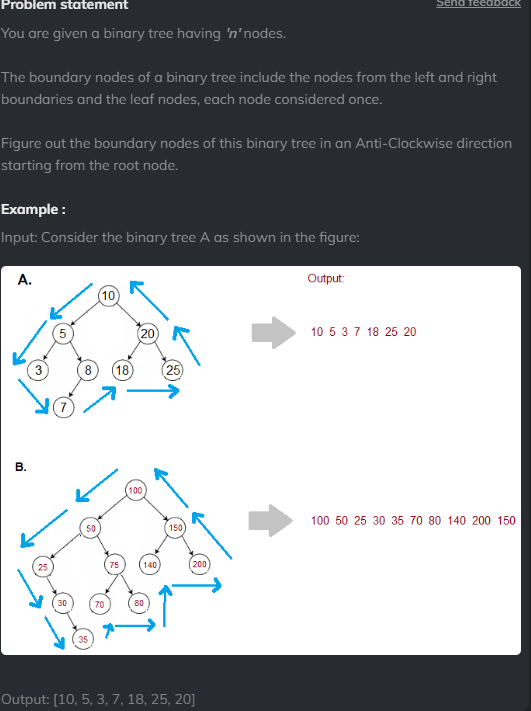 Problem statement
Send feedback
You are given a binary tree having 'n' nodes.
The boundary nodes of a binary tree include the nodes from the left and right
boundaries and the leaf nodes, each node considered once.
Figure out the boundary nodes of this binary tree in an Anti-Clockwise direction
starting from the root node.
Example :
Input: Consider the binary tree A as shown in the figure:
A.
Output:
10
5
20
10 5 3 7 18 25 20
3
8
18
25
7
B.
100
100 50 25 30 35 70 80 140 200 150
50
150
25
75
140
200
30
70
80
35
Output: [10, 5, 3, 7, 18, 25, 20]